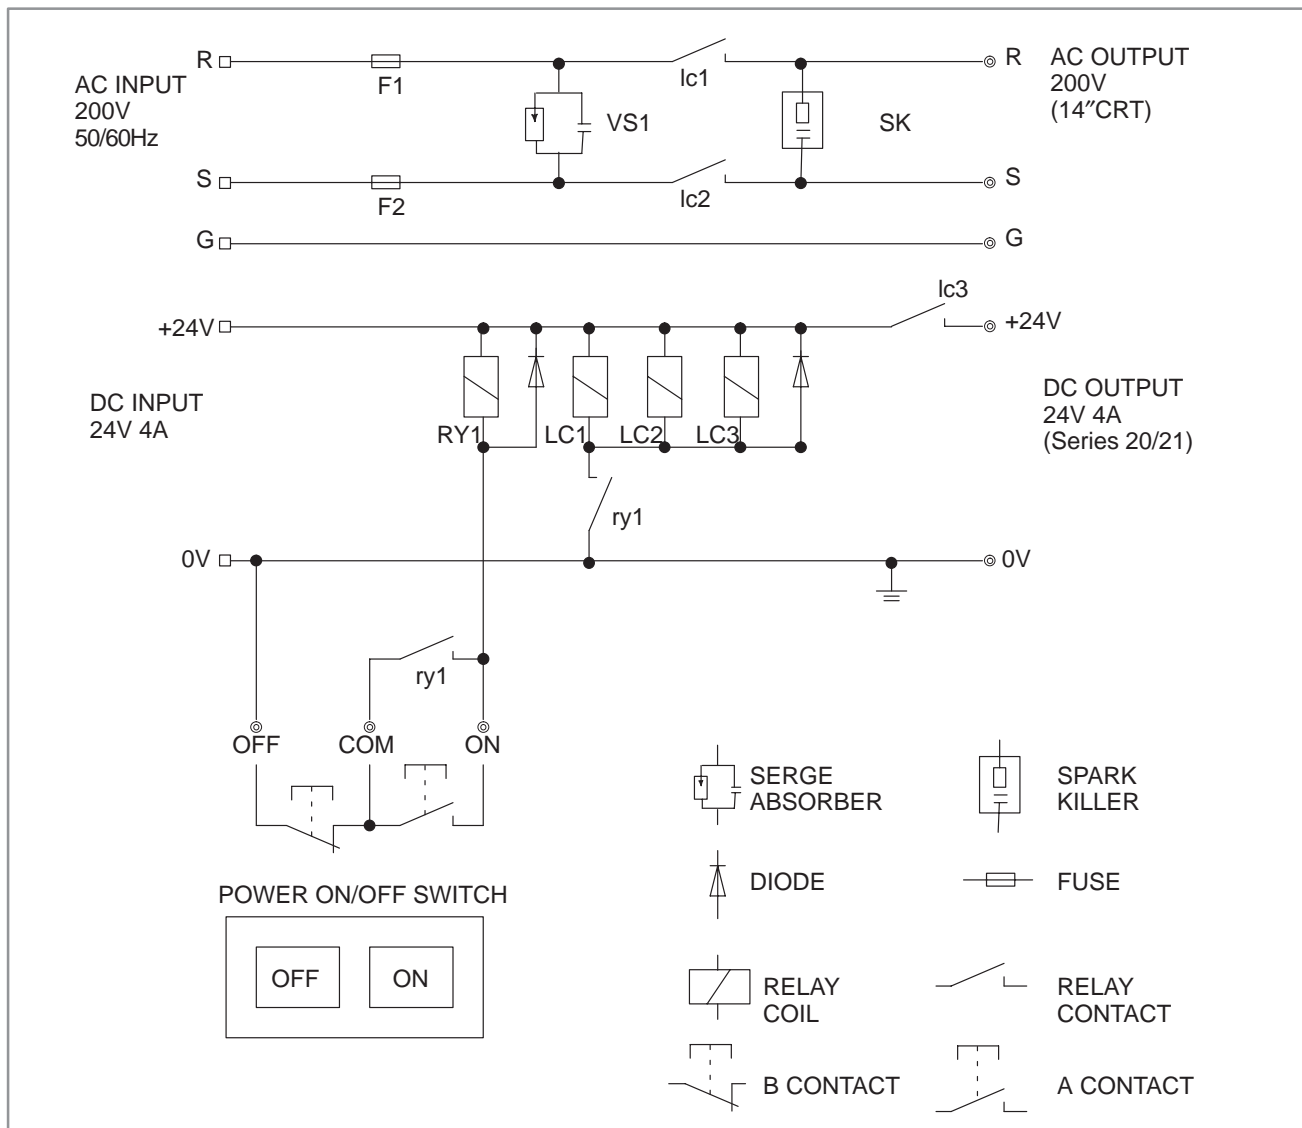 R
F1
lc1
R
AC INPUT
200V
50/60Hz
AC OUTPUT
200V
(14″CRT)
VS1
SK
S
F2
lc2
S
G
G
lc3
+24V
+24V
DC INPUT
24V 4A
RY1
LC1
LC2
LC3
DC OUTPUT
24V 4A
(Series 20/21)
ry1
0V
0V
ry1
OFF
COM
ON
SERGE
ABSORBER
SPARK
KILLER
DIODE
FUSE
POWER ON/OFF SWITCH
OFF
ON
RELAY
COIL
RELAY
CONTACT
B CONTACT
A CONTACT